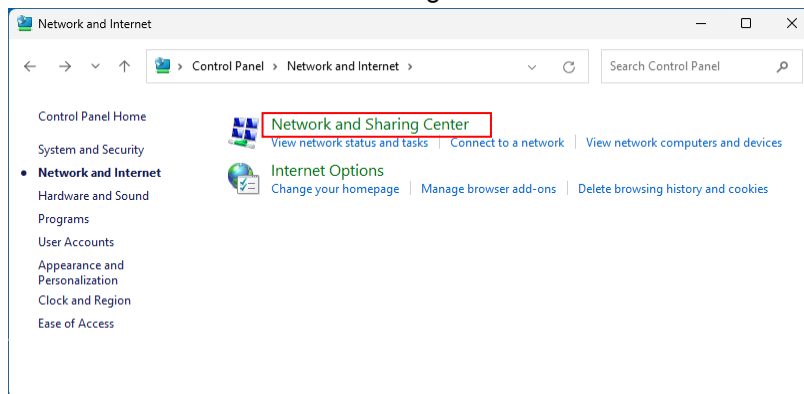 Network and Internet
Control Panel > Network and Internet >
Search Control Panel
Control Panel Home
System and Security
Network and Internet
Hardware and Sound
Programs
User Accounts
Appearance and
Personalization
Clock and Region
Ease of Access
Network and Sharing Center
View network status and tasks
Connect to a network
View network computers and devices
Internet Options
Change your homepage
Manage browser add-ons
Delete browsing history and cookies